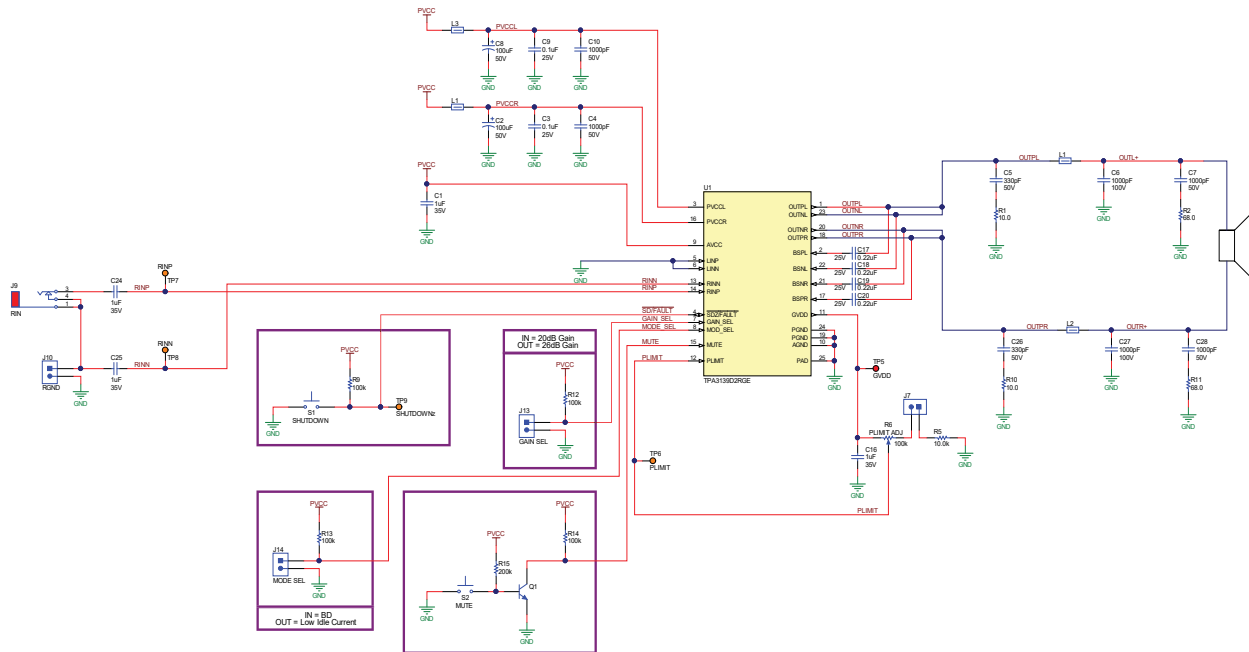 PVCC
L3
PVCCL
C8
100uF
50V
C9
0.1uF
25V
C10
1000pF
50V
GND
GND
GND
PVCC
L1
PVCCR
C2
100uF
50V
C3
0.1uF
25V
C4
1000pF
50V
GND
GND
GND
PVCC
C1
1uF
35V
GND
U1
3 PVCCL
16 PVCCR
9 AVCC
5 LINP
6 LINN
13 RINN
14 RINP
4 SDZ/FAULT
7 GAIN_SEL
8 MOD_SEL
15 MUTE
12 PLIMIT
OUTPL 1
OUTNL 23
OUTNR 20
OUTPR 18
BSPL 2
BSNL 22
BSNR 21
BSPR 17
GVDD 11
PGND 24
PGND 19
AGND 10
PAD 25
TPA3139D2RGE
OUTPL
OUTNL
OUTNR
OUTPR
C17
25V 0.22uF
C18
25V 0.22uF
C19
25V 0.22uF
C20
25V 0.22uF
GND
GND
RINN
RINP
SD/FAULT
GAIN_SEL
MODE_SEL
MUTE
PLIMIT
J9
RIN
3
4
1
C24
1uF
35V
RINP
RINP
TP7
J10
RGND
GND
C25
1uF
35V
RINN
RINN
TP8
PVCC
R9
100k
S1
SHUTDOWN
GND
TP9
SHUTDOWNz
IN = 20dB Gain
OUT = 26dB Gain
PVCC
R12
100k
J13
GAIN SEL
GND
PVCC
R13
100k
J14
MODE SEL
GND
IN = BD
OUT = Low Idle Current
PVCC
R14
100k
PVCC
R15
200k
S2
MUTE
Q1
GND
GND
TP6
PLIMIT
PLIMIT
TP5
GVDD
J7
R6
PLIMIT ADJ
100k
R5
10.0k
GND
C16
1uF
35V
GND
OUTPL
L1
OUTL+
C5
330pF
50V
R1
10.0
GND
C6
1000pF
100V
GND
C7
1000pF
50V
R2
68.0
GND
OUTPR
L2
OUTR+
C26
330pF
50V
R10
10.0
GND
C27
1000pF
100V
GND
C28
1000pF
50V
R11
68.0
GND